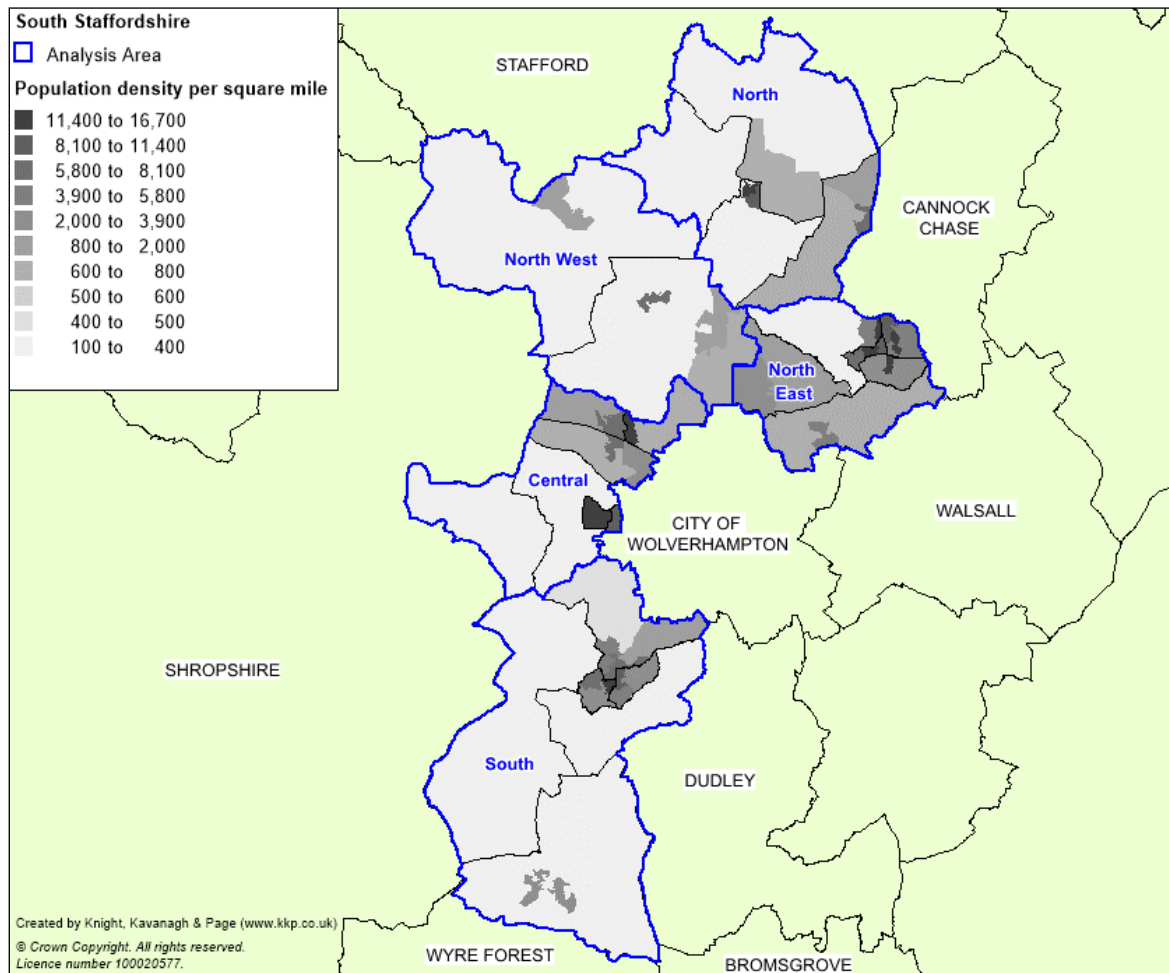 South Staffordshire
Analysis Area
Population density per square mile
11,400 to 16,700
8,100 to 11,400
5,800 to 8,100
3,900 to 5,800
2,000 to 3,900
800 to 2,000
600 to 800
500 to 600
400 to 500
100 to 400
STAFFORD
North
CANNOCK
CHASE
North West
North
East
Central
CITY OF
WOLVERHAMPTON
WALSALL
SHROPSHIRE
South
DUDLEY
Created by Knight, Kavanagh & Page (www.kkp.co.uk)
© Crown Copyright. All rights reserved.
Licence number 100020577.
WYRE FOREST
BROMSGROVE